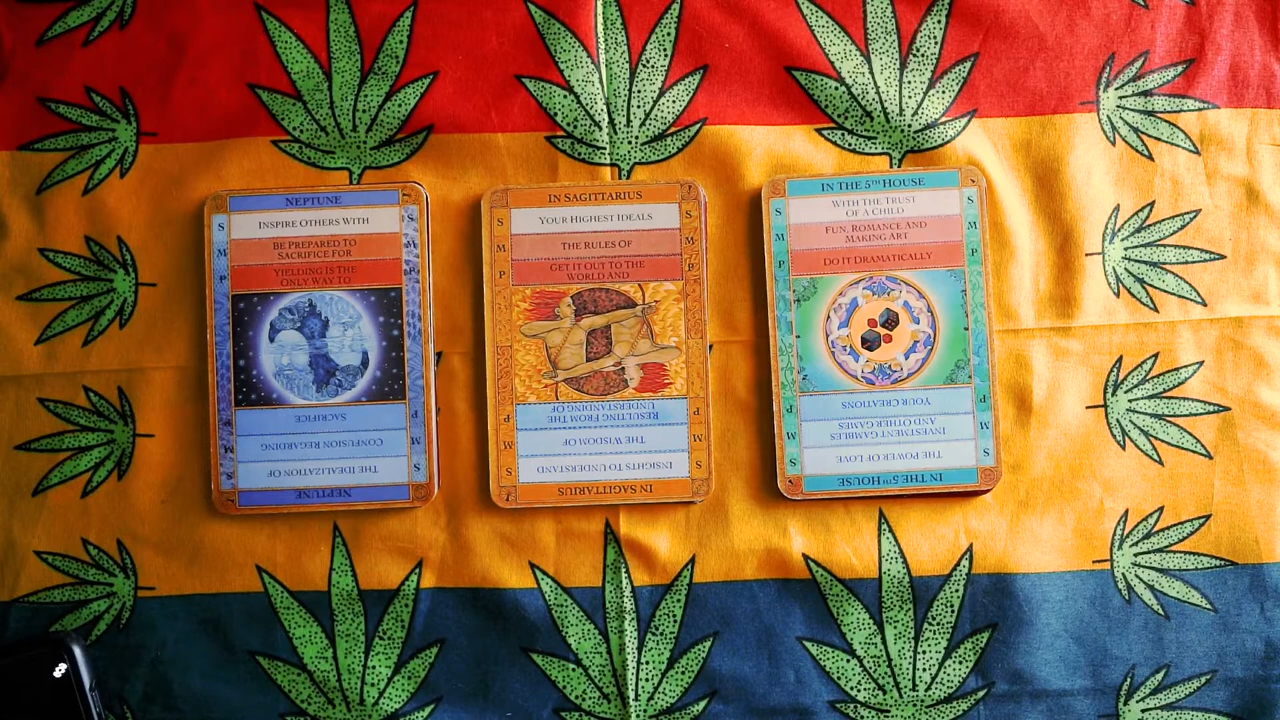 NEPTUNE
INSPIRE OTHERS WITH
BE PREPARED TO
SACRIFICE FOR
YIELDING IS THE
ONLY WAY TO
S
M
P
S
M
P
SACRIFICE
CONFUSION REGARDING
THE IDEALIZATION OF
NEPTUNE
P
M
S
S
IN SAGITTARIUS
YOUR HIGHEST IDEALS
THE RULES OF
GET IT OUT TO THE
WORLD AND
S
M
P
S
M
P
RESULTING FROM THE
UNDERSTANDING OF
THE WISDOM OF
INSIGHTS TO UNDERSTAND
IN SAGITTARIUS
P
M
S
P
M
S
IN THE 5TH HOUSE
WITH THE TRUST
OF A CHILD
FUN, ROMANCE AND
MAKING ART
DO IT DRAMATICALLY
S
M
P
S
M
P
YOUR CREATIONS
INVESTMENT GAMBLES
AND OTHER GAMES
THE POWER OF LOVE
IN THE 5TH HOUSE
P
M
S
P
M
S